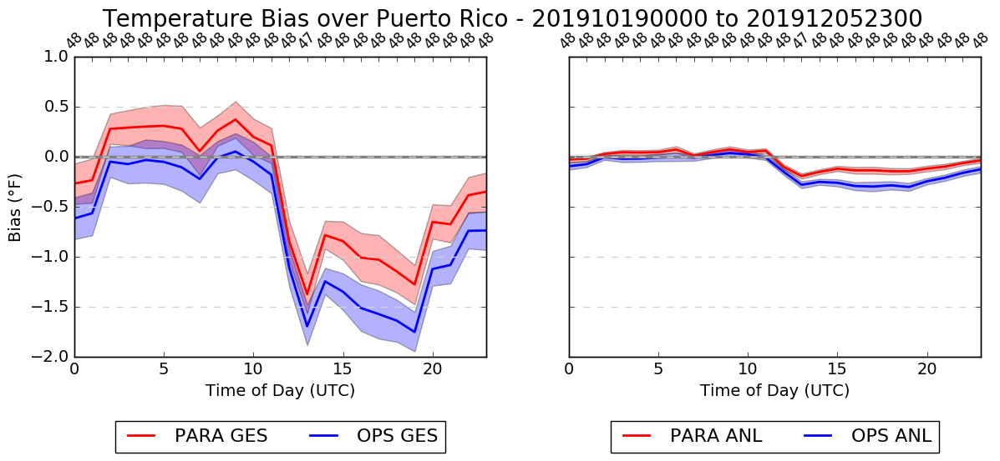 Temperature Bias over Puerto Rico - 201910190000 to 201912052300
48 48 48 48 48 48 48 48 48 48 48 48 48 47 48 48 48 48 48 48 48 48 48 48
48 48 48 48 48 48 48 48 48 48 48 48 48 47 48 48 48 48 48 48 48 48 48 48
1.0
0.5
0.0
−0.5
−1.0
−1.5
−2.0
Bias (°F)
0 5 10 15 20
0 5 10 15 20
Time of Day (UTC)
Time of Day (UTC)
PARA GES OPS GES
PARA ANL OPS ANL